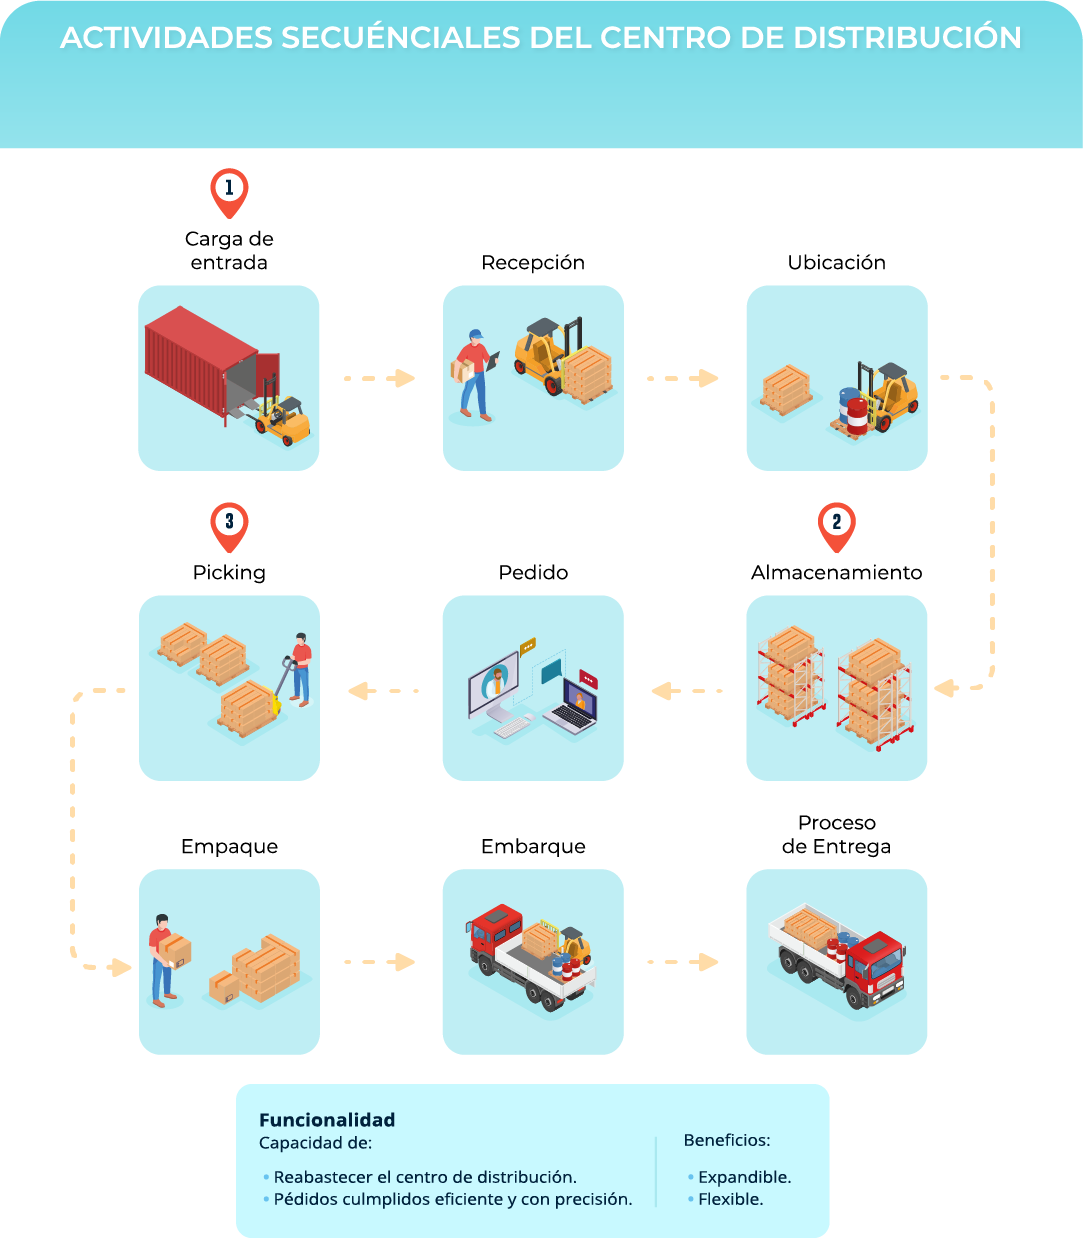 ACTIVIDADES SECUÉNCIALES DEL CENTRO DE DISTRIBUCIÓN
1
Carga de
entrada
Recepción
Ubicación
3
Picking
Pedido
2
Almacenamiento
Empaque
Embarque
Proceso
de Entrega
Funcionalidad
Capacidad de:
• Reabastecer el centro de distribución.
• Pédidos culmplidos eficiente y con precisión.
Beneficios:
• Expandible.
• Flexible.